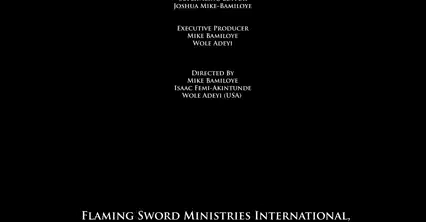 Joshua Mike-Bamiloye
Executive Producer
Mike Bamiloye
Wole Adeyi
Directed By
Mike Bamiloye
Isaac Femi-Akintunde
Wole Adeyi (USA)
Flaming Sword Ministries International,